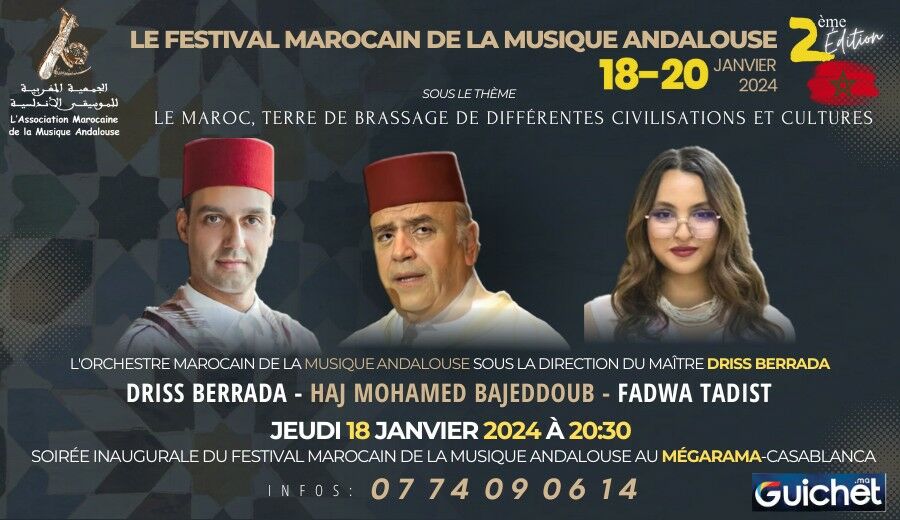 الجمعية المغربية
للموسيقى الأندلسية
L'Association Marocaine
de la Musique Andalouse
LE FESTIVAL MAROCAIN DE LA MUSIQUE ANDALOUSE
2ème
Édition
18-20 JANVIER
2024
SOUS LE THÈME
LE MAROC, TERRE DE BRASSAGE DE DIFFÉRENTES CIVILISATIONS ET CULTURES
L'ORCHESTRE MAROCAIN DE LA MUSIQUE ANDALOUSE SOUS LA DIRECTION DU MAÎTRE DRISS BERRADA
DRISS BERRADA - HAJ MOHAMED BAJEDDOUB - FADWA TADIST
JEUDI 18 JANVIER 2024 À 20:30
SOIRÉE INAUGURALE DU FESTIVAL MAROCAIN DE LA MUSIQUE ANDALOUSE AU MÉGARAMA-CASABLANCA
INFOS: 07 74 09 06 14
Guichet.ma